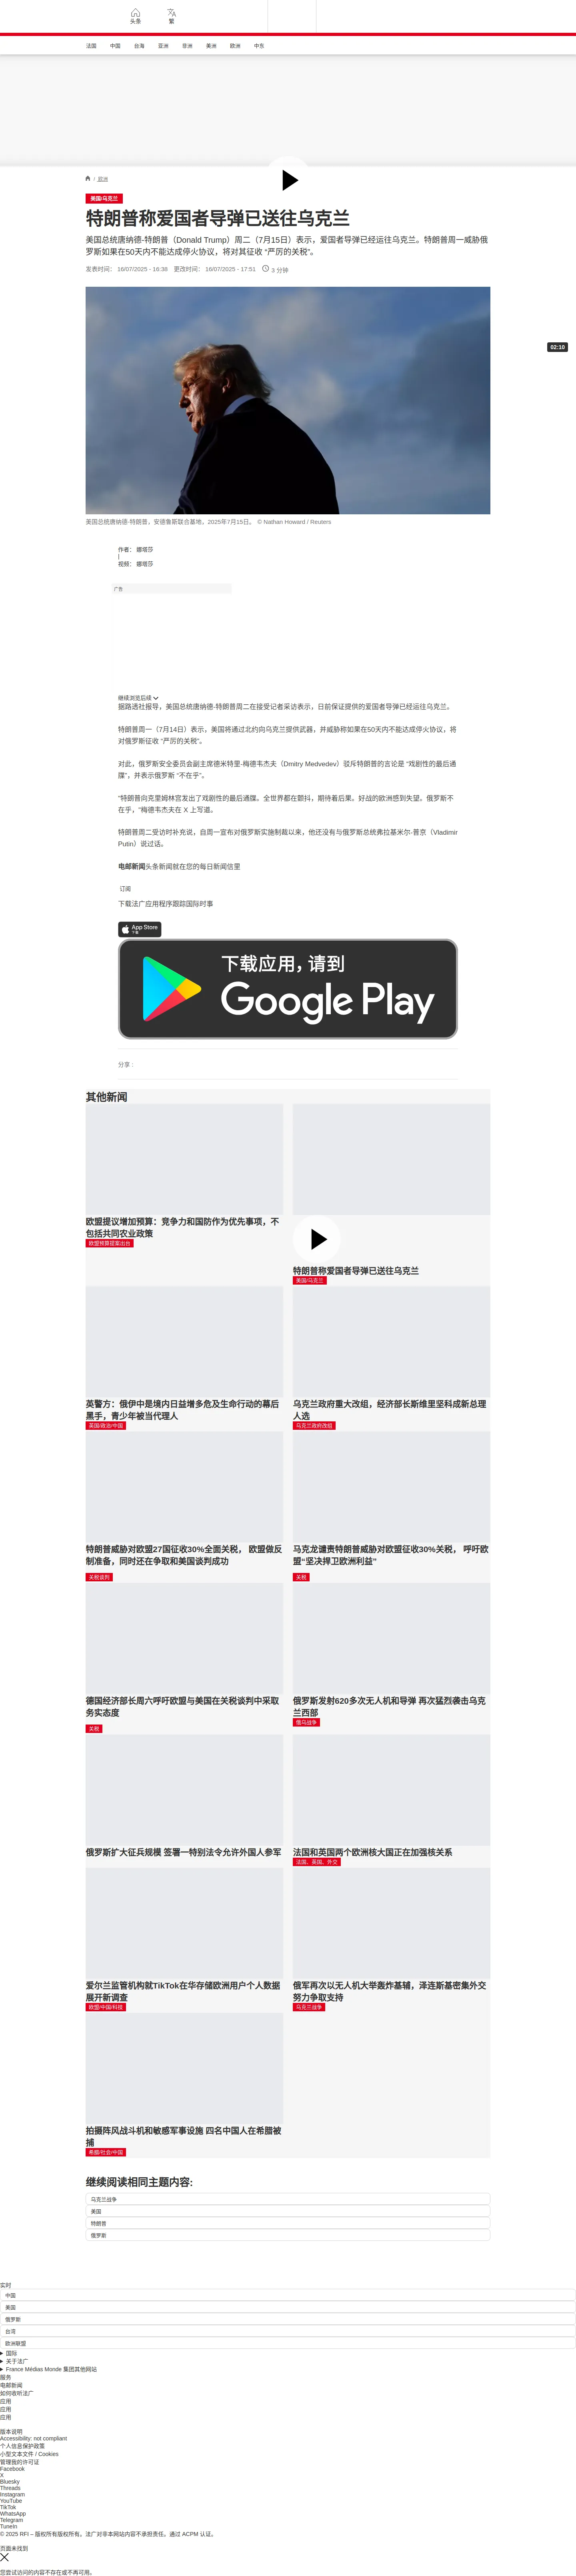 头条
繁
法国
中国
台海
亚洲
非洲
美洲
欧洲
中东
/ 亚洲
美国/乌克兰
特朗普称爱国者导弹已送往乌克兰
美国总统唐纳德-特朗普（Donald Trump）周二（7月15日）表示，爱国者导弹已经运往乌克兰。特朗普周一威胁俄
罗斯如果在50天内不能达成停火协议，将对其征收 “严厉的关税”。
发表时间： 16/07/2025 - 16:38 更改时间： 16/07/2025 - 17:51 3 分钟
02:10
美国总统唐纳德-特朗普，安德鲁斯联合基地，2025年7月15日。 © Nathan Howard / Reuters
作者： 娜塔莎
|
视频： 娜塔莎
广告
继续浏览后续
据路透社报导，美国总统唐纳德-特朗普周二在接受记者采访表示，日前保证提供的爱国者导弹已经运往乌克兰。
特朗普周一（7月14日）表示，美国将通过北约向乌克兰提供武器，并威胁称如果在50天内不能达成停火协议，将
对俄罗斯征收 “严厉的关税”。
对此，俄罗斯安全委员会副主席德米特里-梅德韦杰夫（Dmitry Medvedev）驳斥特朗普的言论是 “戏剧性的最后通
牒”，并表示俄罗斯 “不在乎”。
"特朗普向克里姆林宫发出了戏剧性的最后通牒。全世界都在颤抖，期待着后果。好战的欧洲感到失望。俄罗斯不
在乎，"梅德韦杰夫在 X 上写道。
特朗普周二受访时补充说，自周一宣布对俄罗斯实施制裁以来，他还没有与俄罗斯总统弗拉基米尔-普京（Vladimir
Putin）说过话。
电邮新闻头条新闻就在您的每日新闻信里
订阅
下载法广应用程序跟踪国际时事
App Store
下载
下载应用，请到
Google Play
分享 :
其他新闻
欧盟提议增加预算：竞争力和国防作为优先事项，不
包括共同农业政策
欧盟预算提案出台
特朗普称爱国者导弹已送往乌克兰
美国/乌克兰
英警方：俄伊中是境内日益增多危及生命行动的幕后
黑手，青少年被当代理人
英国/政治/中国
乌克兰政府重大改组，经济部长斯维里坚科成新总理
人选
乌克兰政府改组
特朗普威胁对欧盟27国征收30%全面关税， 欧盟做反
制准备，同时还在争取和美国谈判成功
关税谈判
马克龙谴责特朗普威胁对欧盟征收30%关税， 呼吁欧
盟“坚决捍卫欧洲利益”
关税
德国经济部长周六呼吁欧盟与美国在关税谈判中采取
务实态度
关税
俄罗斯发射620多次无人机和导弹 再次猛烈袭击乌克
兰西部
俄乌战争
俄罗斯扩大征兵规模 签署一特别法令允许外国人参军
法国和英国两个欧洲核大国正在加强核关系
法国、英国、外交
爱尔兰监管机构就TikTok在华存储欧洲用户个人数据
展开新调查
欧盟/中国/科技
俄军再次以无人机大举轰炸基辅，泽连斯基密集外交
努力争取支持
乌克兰战争
拍摄阵风战斗机和敏感军事设施 四名中国人在希腊被
捕
希腊/社会/中国
继续阅读相同主题内容:
乌克兰战争
美国
特朗普
俄罗斯
实时
中国
美国
俄罗斯
台湾
欧洲联盟
国际
关于法广
France Médias Monde 集团其他网站
服务
电邮新闻
如何收听法广
应用
应用
应用
版本说明
Accessibility: not compliant
个人信息保护政策
小型文本文件 / Cookies
管理我的许可证
Facebook
X
Bluesky
Threads
Instagram
YouTube
TikTok
WhatsApp
Telegram
TuneIn
© 2025 RFI – 版权所有版权所有。法广对非本网站内容不承担责任。通过 ACPM 认证。
页面未找到
您尝试访问的内容不存在或不再可用。